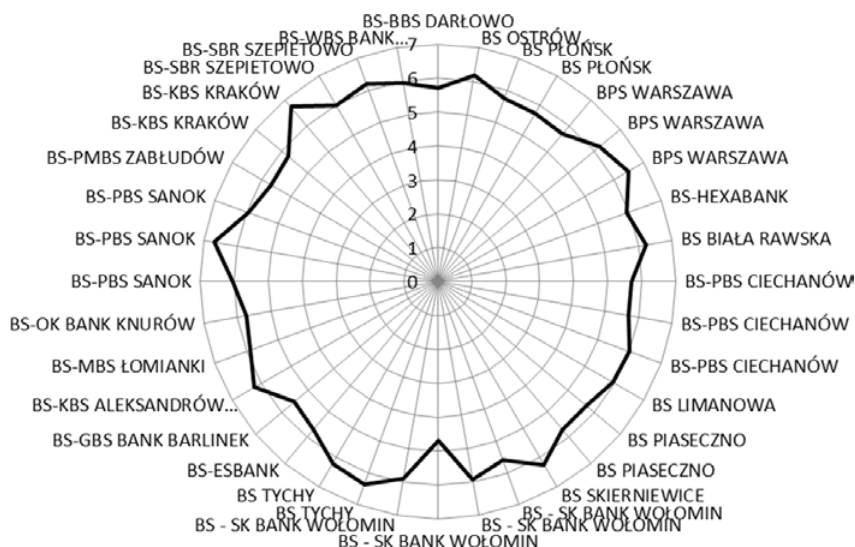 BS-BBS DARŁOWO
BS OSTRÓW
BS PŁOŃSK
BS PŁOŃSK
BPS WARSZAWA
BPS WARSZAWA
BPS WARSZAWA
BS-HEXABANK
BS BIAŁA RAWSKA
BS-PBS CIECHANÓW
BS-PBS CIECHANÓW
BS-PBS CIECHANÓW
BS LIMANOWA
BS PIASECZNO
BS PIASECZNO
BS SKIERNIEWICE
BS - SK BANK WOŁOMIN
BS - SK BANK WOŁOMIN
BS - SK BANK WOŁOMIN
BS - SK BANK WOŁOMIN
BS TYCHY
BS TYCHY
BS-ESBANK
BS-GBS BANK BARLINEK
BS-KBS ALEKSANDRÓW...
BS-MBS ŁOMIANKI
BS-OK BANK KNURÓW
BS-PBS SANOK
BS-PBS SANOK
BS-PBS SANOK
BS-PMBS ZABŁUDÓW
BS-KBS KRAKÓW
BS-KBS KRAKÓW
BS-SBR SZEPIETOWO
BS-SBR SZEPIETOWO
BS-WBS BANK...
7
6
5
4
3
2
1
0